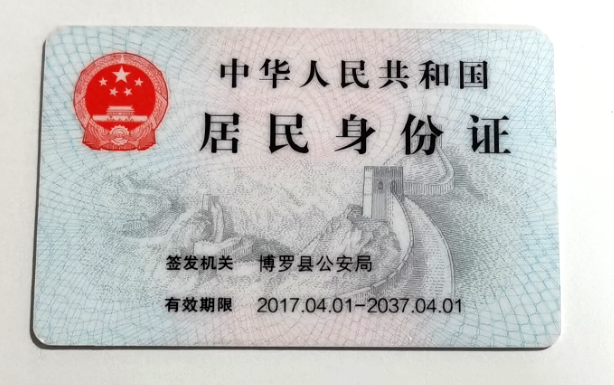 中华人民共和国
居民身份证
签发机关 博罗县公安局
有效期限 2017.04.01-2037.04.01